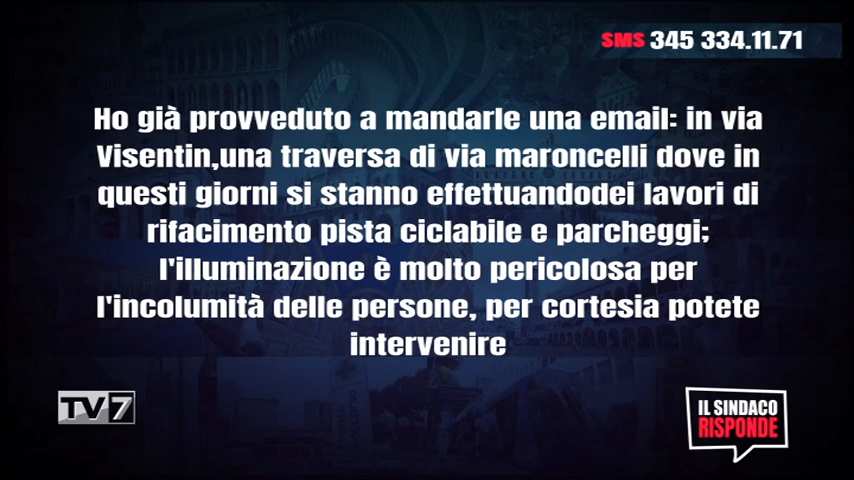 SMS 345 334.11.71
Ho già provveduto a mandarle una email: in via
Visentin,una traversa di via maroncelli dove in
questi giorni si stanno effettuandodei lavori di
rifacimento pista ciclabile e parcheggi;
l'illuminazione è molto pericolosa per
l'incolumità delle persone, per cortesia potete
intervenire
TV7
IL SINDACO
RISPONDE